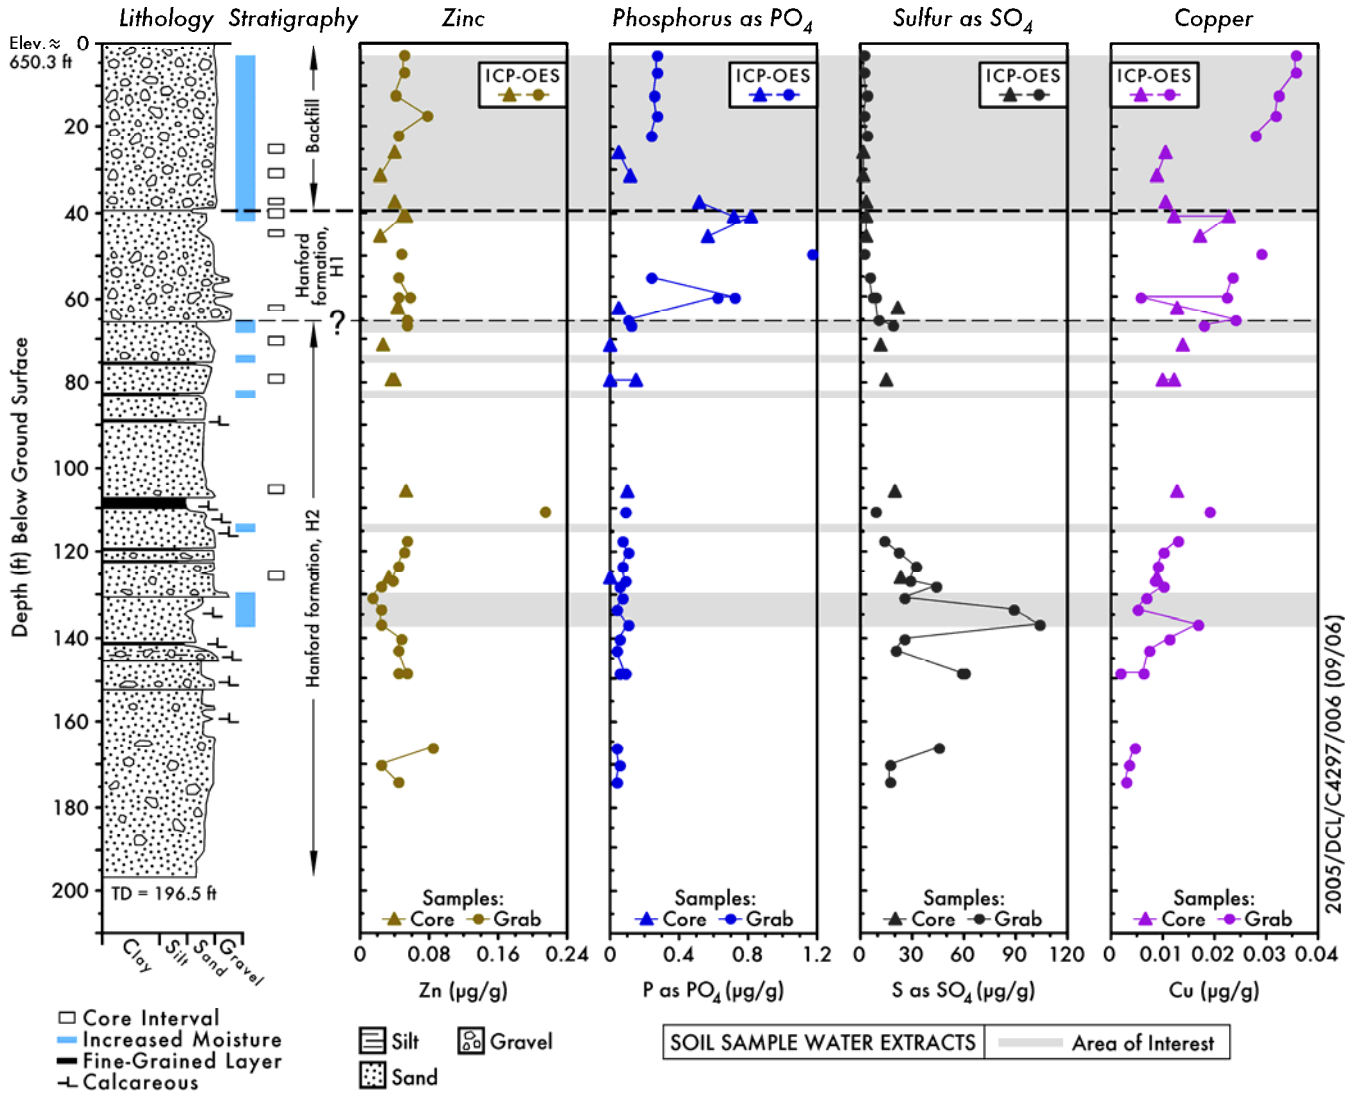 Lithology Stratigraphy Zinc Phosphorus as PO4 Sulfur as SO4 Copper
Elev. ≈
650.3 ft
0
20
40
60
80
100
120
140
160
180
200
Depth (ft) Below Ground Surface
TD = 196.5 ft
Clay Silt Sand Gravel
Backfill
Hanford
formation,
H1
?
Hanford formation, H2
ICP-OES
ICP-OES
ICP-OES
ICP-OES
Samples:
Core Grab
Samples:
Core Grab
Samples:
Core Grab
Samples:
Core Grab
0 0.08 0.16 0.24
Zn (µg/g)
0 0.4 0.8 1.2
P as PO4 (µg/g)
0 30 60 90 120
S as SO4 (µg/g)
0 0.01 0.02 0.03 0.04
Cu (µg/g)
2005/DCL/C4297/006 (09/06)
Core Interval
Increased Moisture
Fine-Grained Layer
Calcareous
Silt Gravel
Sand
SOIL SAMPLE WATER EXTRACTS Area of Interest